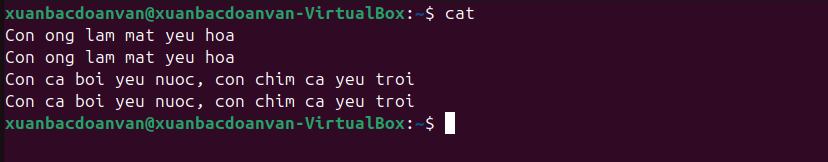 xuanbacdoanvan@xuanbacdoanvan-VirtualBox:~$ cat
Con ong lam mat yeu hoa
Con ong lam mat yeu hoa
Con ca boi yeu nuoc, con chim ca yeu troi
Con ca boi yeu nuoc, con chim ca yeu troi
xuanbacdoanvan@xuanbacdoanvan-VirtualBox:~$